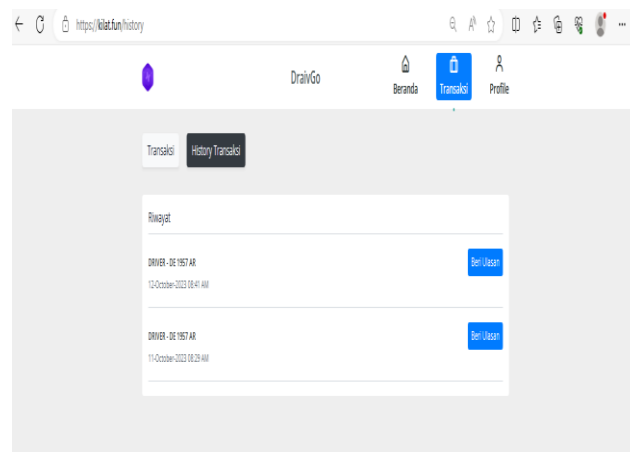 https://kilat.fun/history
DraivGo
Beranda
Transaksi
Profile
Transaksi
History Transaksi
Riwayat
DRIVER - DE 1957 AR
Beri Ulasan
12-October-2023 08:41 AM
DRIVER - DE 1957 AR
Beri Ulasan
11-October-2023 08:29 AM